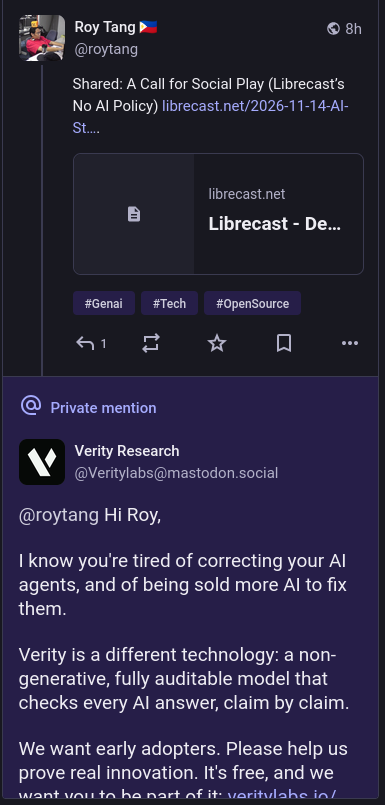 Roy Tang 🇵🇭
8h
@roytang
Shared: A Call for Social Play (Librecast’s
No AI Policy) librecast.net/2026-11-14-AI-
St….
librecast.net
Librecast - De...
#Genai #Tech #OpenSource
1
Private mention
Verity Research
@Veritylabs@mastodon.social
@roytang Hi Roy,
I know you're tired of correcting your AI
agents, and of being sold more AI to fix
them.
Verity is a different technology: a non-
generative, fully auditable model that
checks every AI answer, claim by claim.
We want early adopters. Please help us
prove real innovation. It's free, and we
want you to be part of it: veritylabs.io/